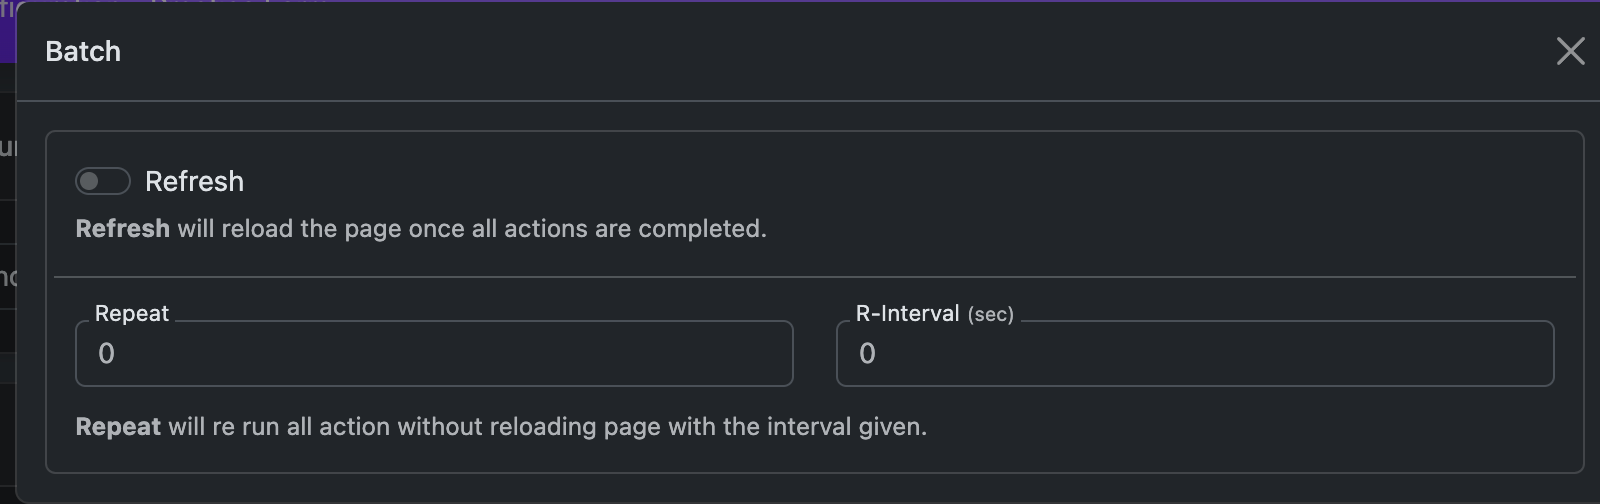 Batch
Refresh
Refresh will reload the page once all actions are completed.
Repeat
0
R-Interval (sec)
0
Repeat will re run all action without reloading page with the interval given.